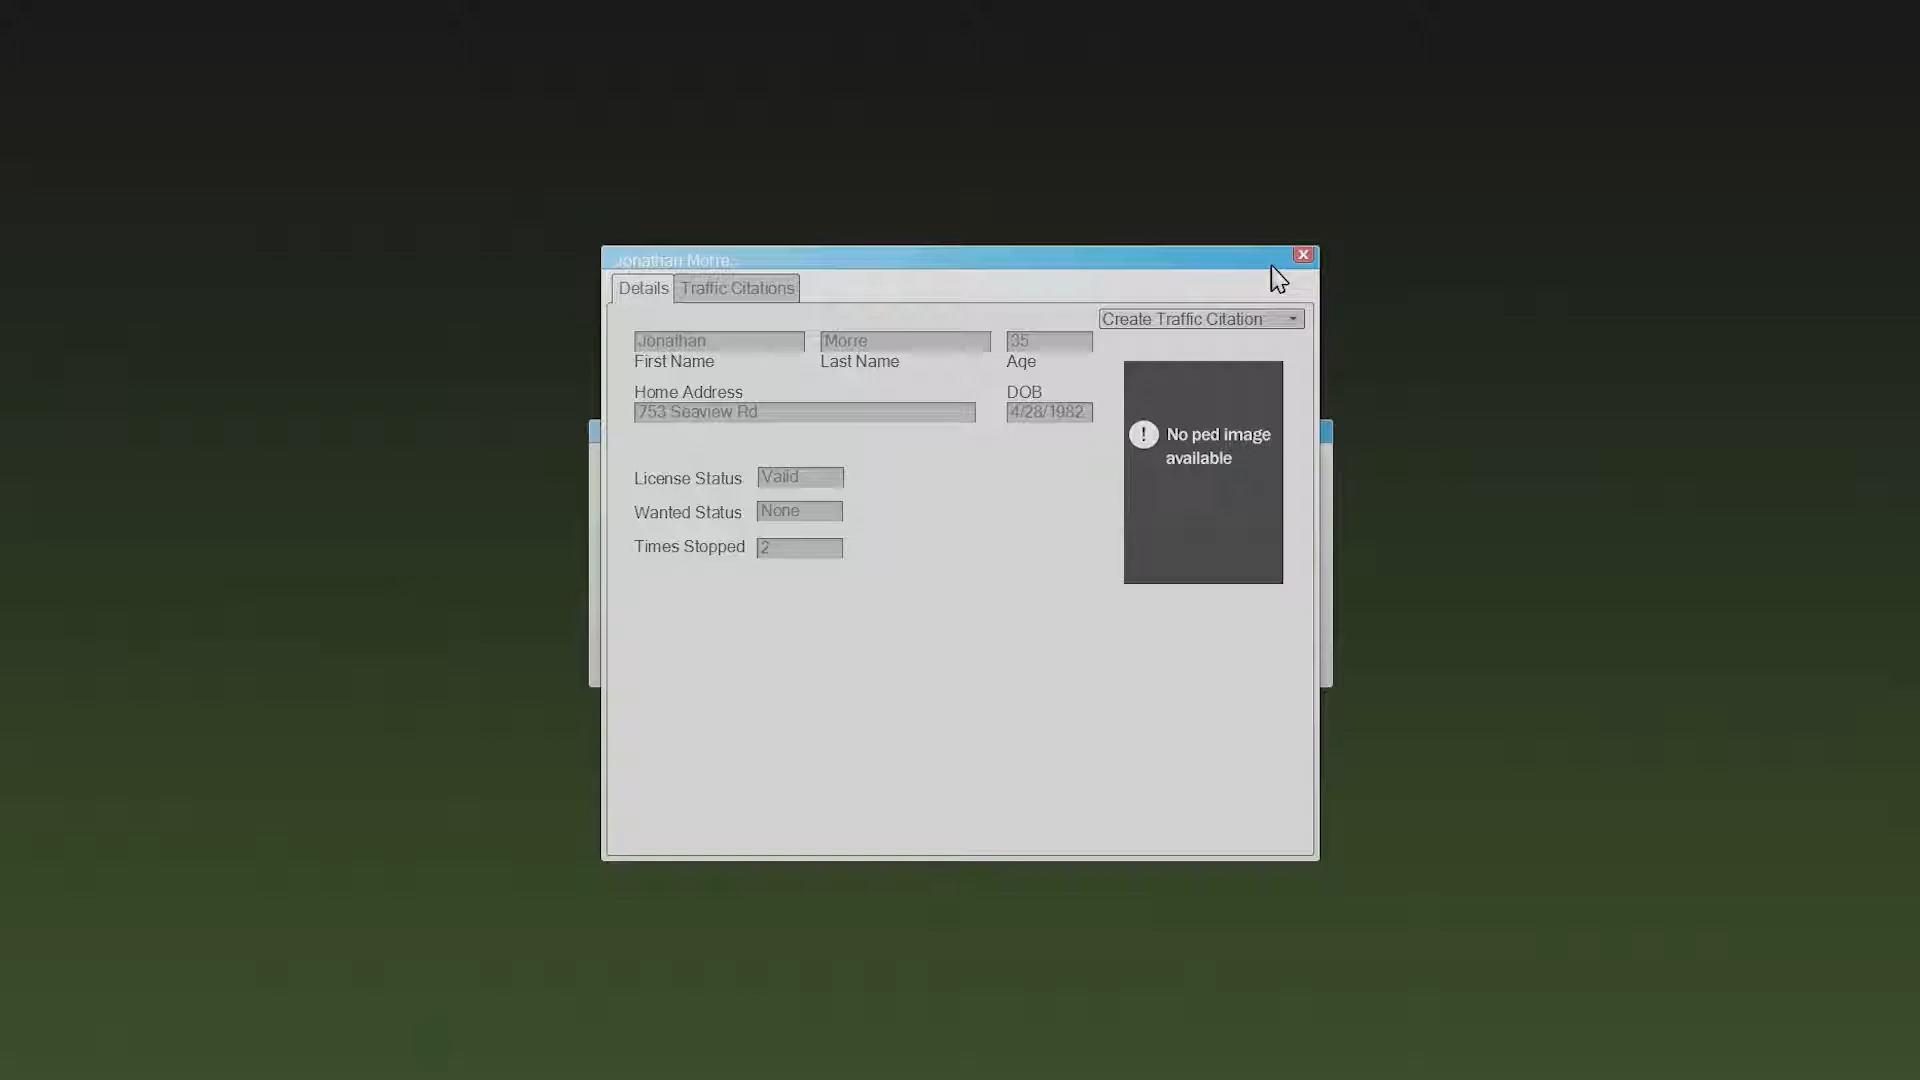 Jonathan Morre
Details Traffic Citations
Create Traffic Citation
Jonathan Morre 35
First Name Last Name Age
Home Address DOB
753 Seaview Rd 4/28/1982
No ped image
available
License Status Valid
Wanted Status None
Times Stopped 2